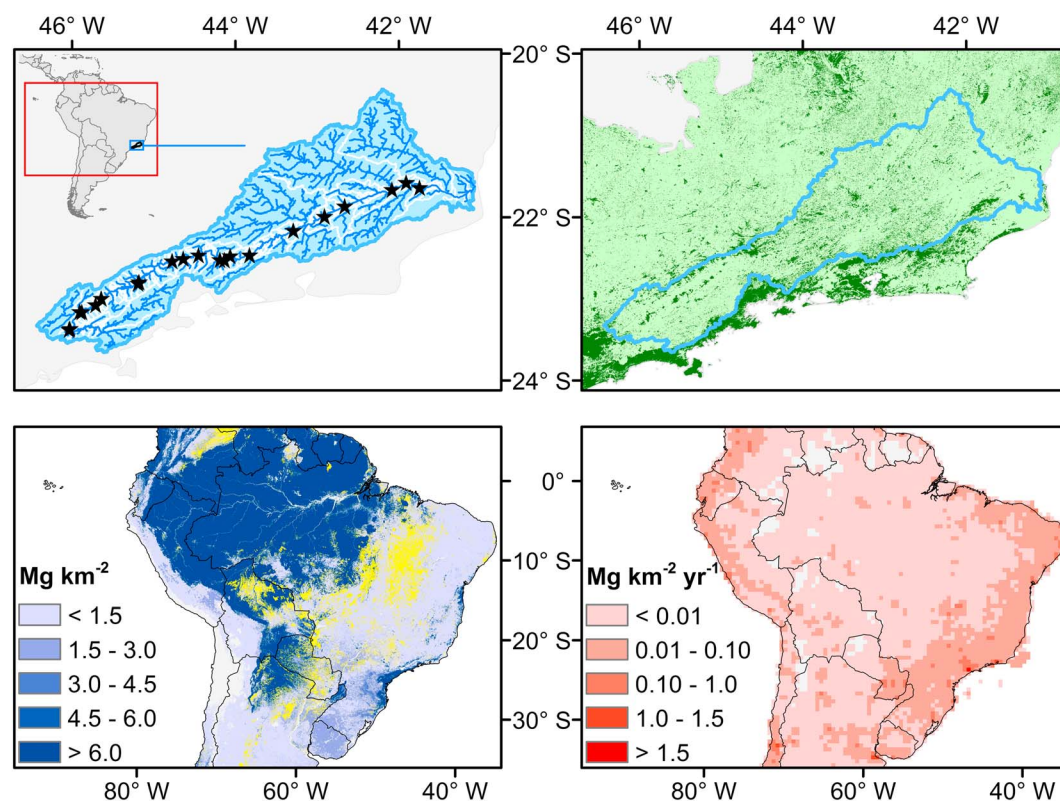 46° W 44° W 42° W
46° W 44° W 42° W
20° S
22° S
24° S
Mg km-2
< 1.5
1.5 - 3.0
3.0 - 4.5
4.5 - 6.0
> 6.0
0°
10° S
20° S
30° S
Mg km-2 yr-1
< 0.01
0.01 - 0.10
0.10 - 1.0
1.0 - 1.5
> 1.5
80° W 60° W 40° W
80° W 60° W 40° W